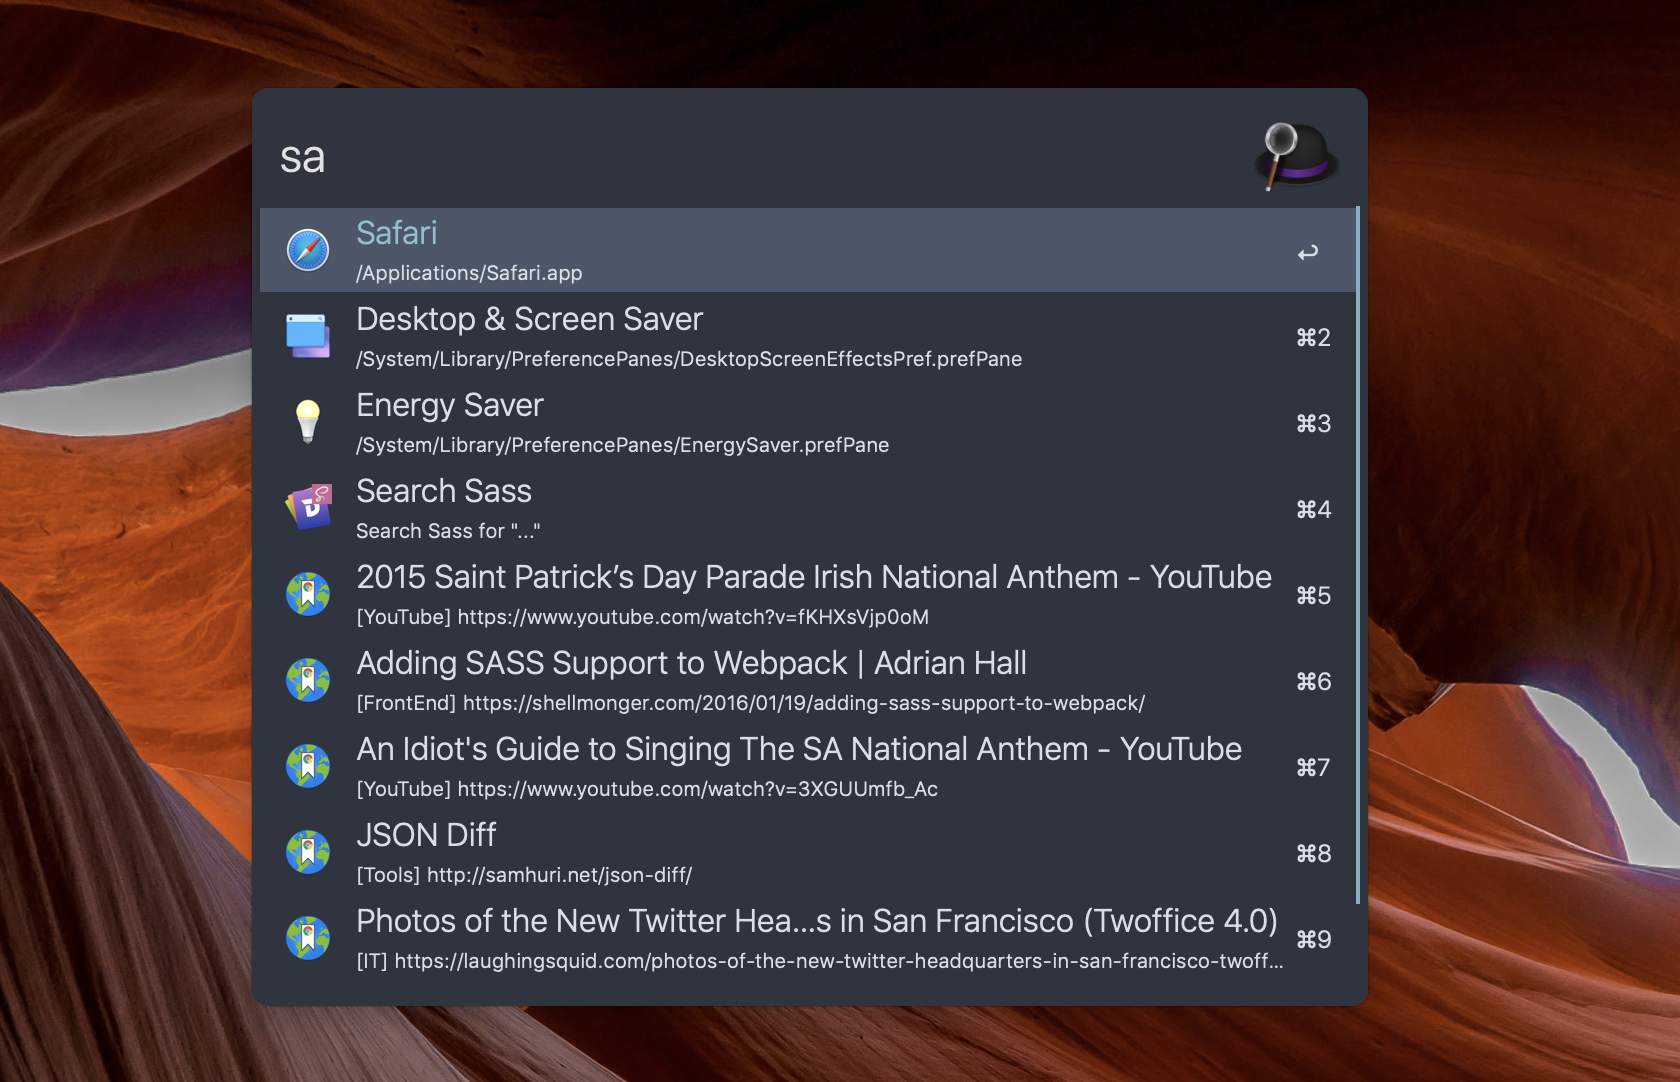 sa
Safari
/Applications/Safari.app
↩
Desktop & Screen Saver
/System/Library/PreferencePanes/DesktopScreenEffectsPref.prefPane
⌘2
Energy Saver
/System/Library/PreferencePanes/EnergySaver.prefPane
⌘3
Search Sass
Search Sass for "..."
⌘4
2015 Saint Patrick’s Day Parade Irish National Anthem - YouTube
[YouTube] https://www.youtube.com/watch?v=fKHXsVjp0oM
⌘5
Adding SASS Support to Webpack | Adrian Hall
[FrontEnd] https://shellmonger.com/2016/01/19/adding-sass-support-to-webpack/
⌘6
An Idiot's Guide to Singing The SA National Anthem - YouTube
[YouTube] https://www.youtube.com/watch?v=3XGUUmfb_Ac
⌘7
JSON Diff
[Tools] http://samhuri.net/json-diff/
⌘8
Photos of the New Twitter Hea...s in San Francisco (Twoffice 4.0)
[IT] https://laughingsquid.com/photos-of-the-new-twitter-headquarters-in-san-francisco-twoff...
⌘9